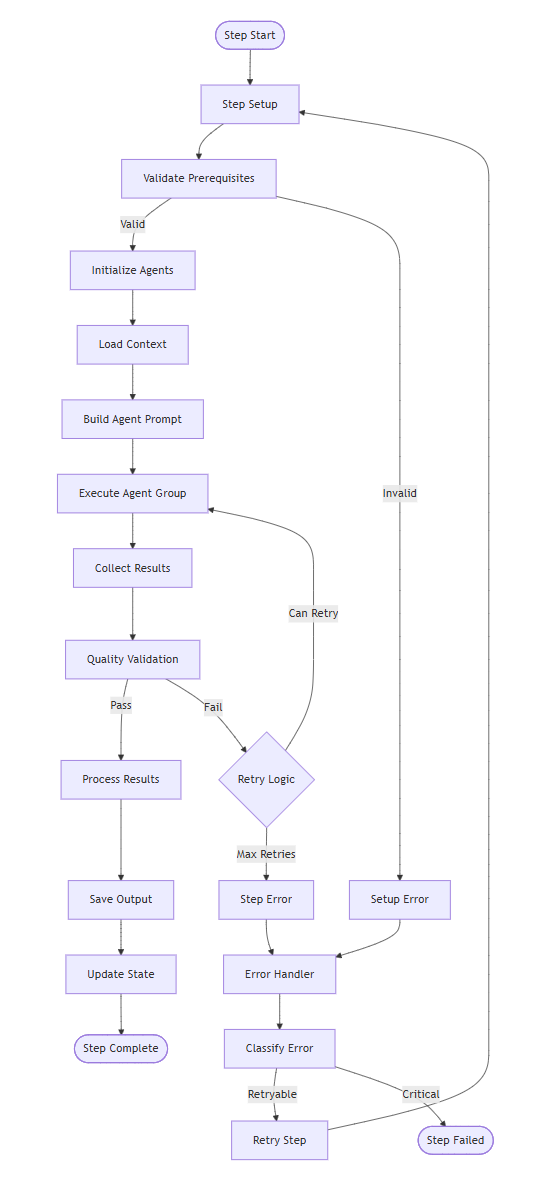 Step Start
Step Setup
Validate Prerequisites
Valid
Initialize Agents
Load Context
Build Agent Prompt
Execute Agent Group
Invalid
Collect Results
Can Retry
Quality Validation
Pass
Fail
Process Results
Retry Logic
Max Retries
Save Output
Step Error
Setup Error
Update State
Error Handler
Step Complete
Classify Error
Retryable
Critical
Retry Step
Step Failed